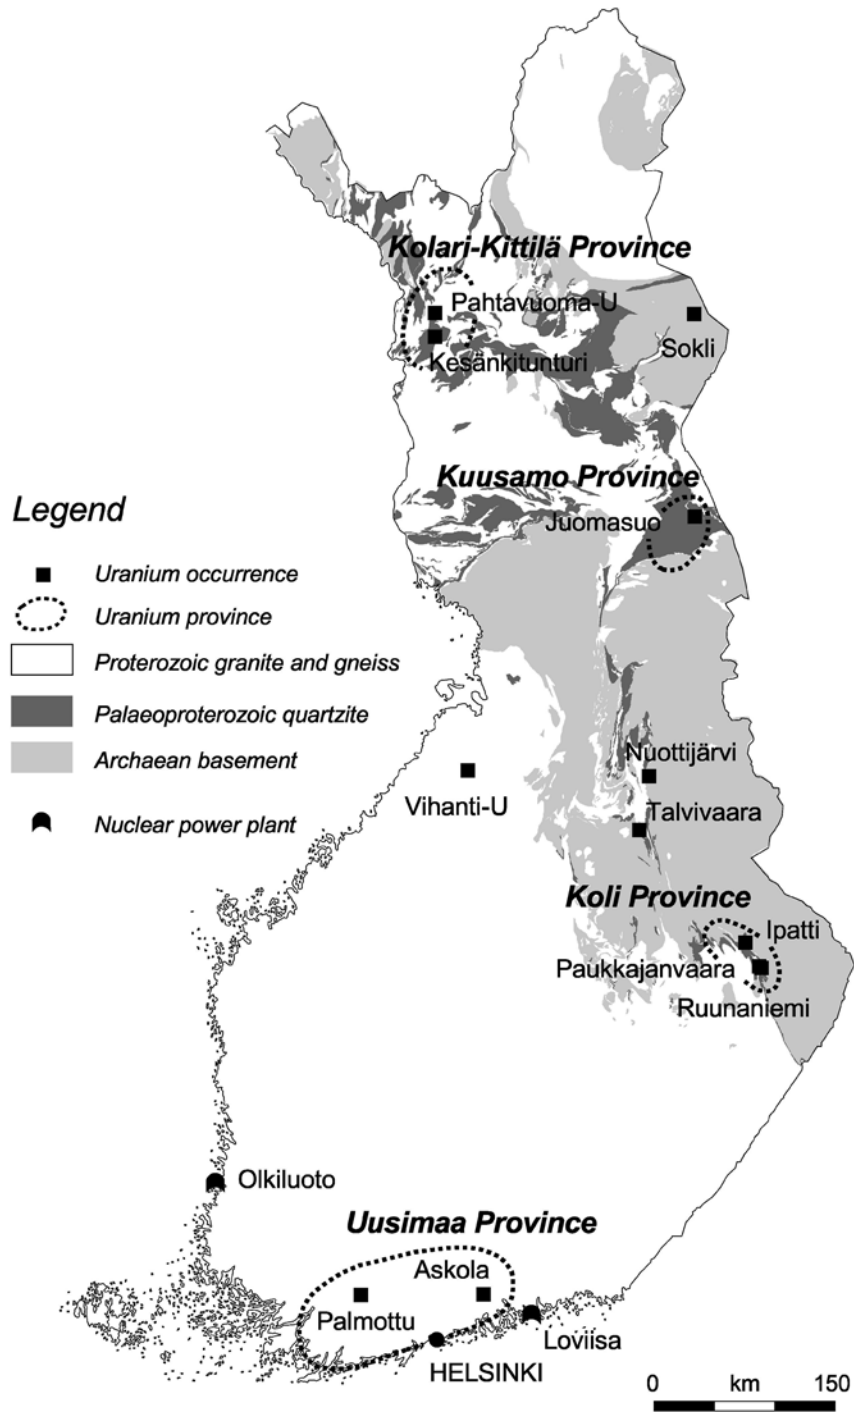 Kolari-Kittilä Province
Pahtavuoma-U
Sokli
Kesänkitunturi
Kuusamo Province
Juomasuo
Legend
Uranium occurrence
Uranium province
Proterozoic granite and gneiss
Palaeoproterozoic quartzite
Archaean basement
Nuclear power plant
Nuottijärvi
Vihanti-U
Talvivaara
Koli Province
Ipatti
Paukkajanvaara
Ruunaniemi
Olkiluoto
Uusimaa Province
Askola
Palmottu
Loviisa
HELSINKI
0 km 150